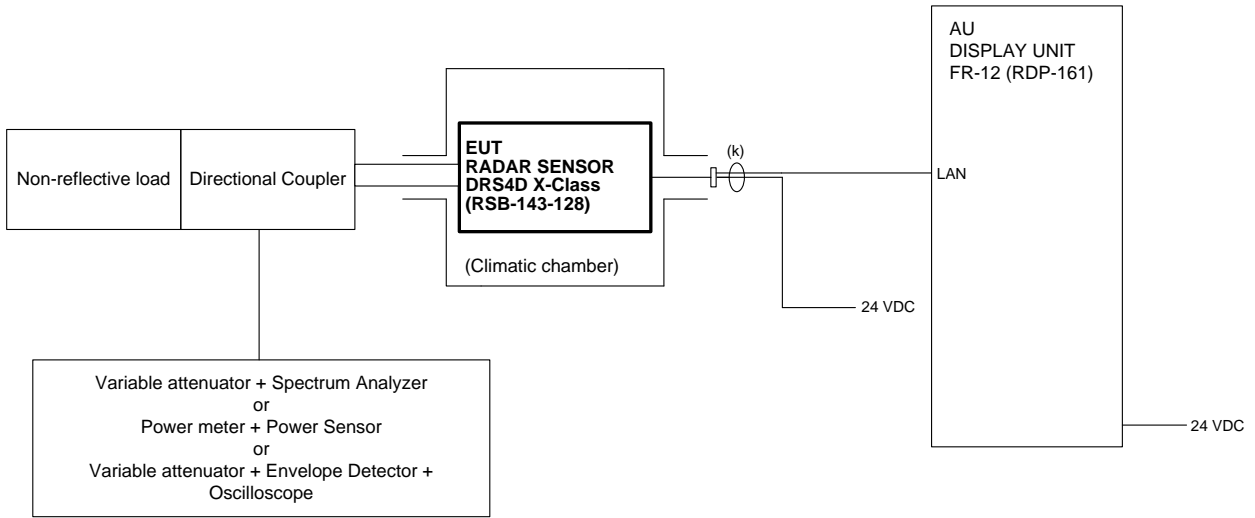 AU
DISPLAY UNIT
FR-12 (RDP-161)
Non-reflective load
Directional Coupler
EUT
RADAR SENSOR
DRS4D X-Class
(RSB-143-128)
(k)
LAN
(Climatic chamber)
24 VDC
Variable attenuator + Spectrum Analyzer
or
Power meter + Power Sensor
or
Variable attenuator + Envelope Detector +
Oscilloscope
24 VDC